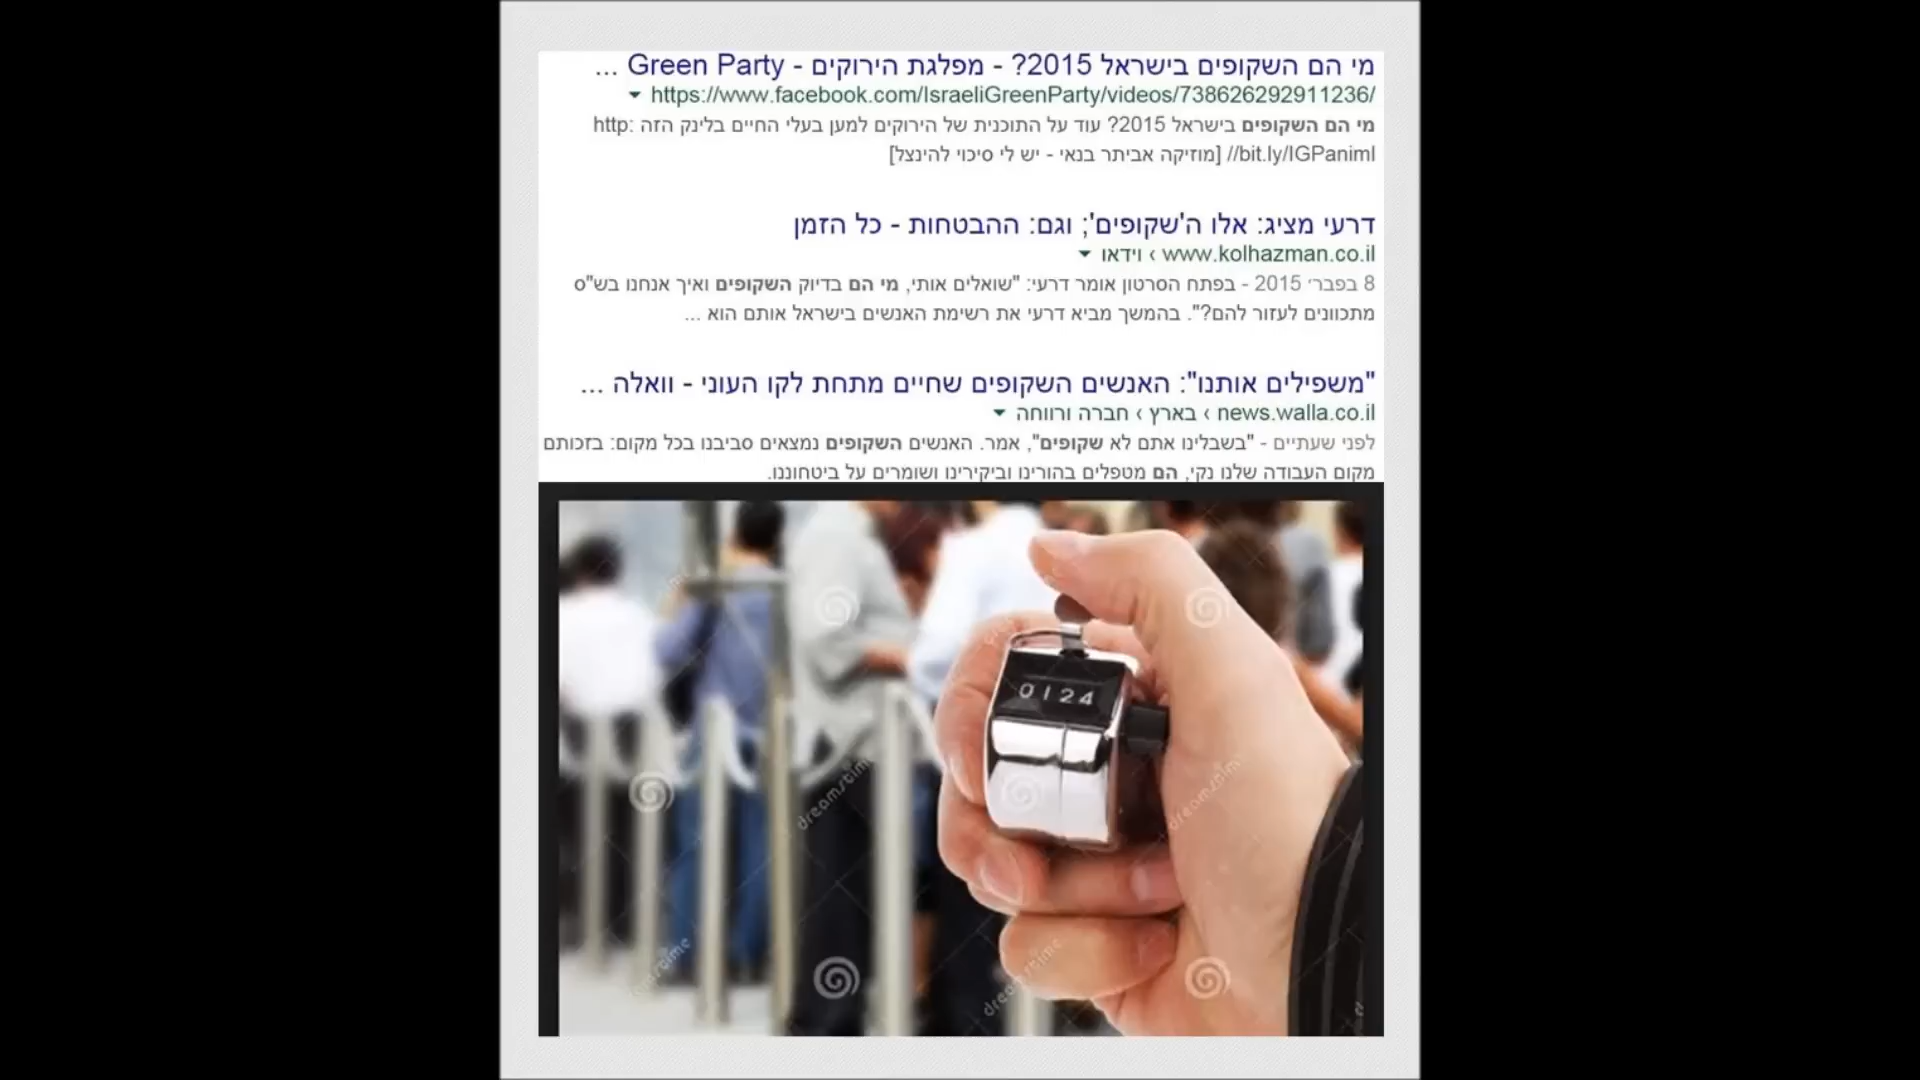 מי הם השקופים בישראל 2015? - מפלגת הירוקים - Green Party ...
https://www.facebook.com/IsraeliGreenParty/videos/738626292911236/
מי הם השקופים בישראל 2015? עוד על התוכנית של הירוקים למען בעלי החיים בלינק הזה: http
//bit.ly/IGPaniml [מוזיקה אביתר בנאי - יש לי סיכוי להינצל]
דרעי מציג: אלו ה'שקופים'; וגם: ההבטחות - כל הזמן
www.kolhazman.co.il › וידאו
8 בפבר׳ 2015 - בפתח הסרטון אומר דרעי: "שואלים אותי, מי הם בדיוק השקופים ואיך אנחנו בש"ס
מתכוונים לעזור להם?". בהמשך מביא דרעי את רשימת האנשים בישראל אותם הוא ...
"משפילים אותנו": האנשים השקופים שחיים מתחת לקו העוני - וואלה ...
news.walla.co.il › בארץ › חברה ורווחה
לפני שעתיים - "בשבלינו אתם לא שקופים", אמר. האנשים השקופים נמצאים סביבנו בכל מקום: בזכותם
מקום העבודה שלנו נקי, הם מטפלים בהורינו וביקירינו ושומרים על ביטחוננו.
0124
dreamstime
dreamstime
dreamstime
dreamstime